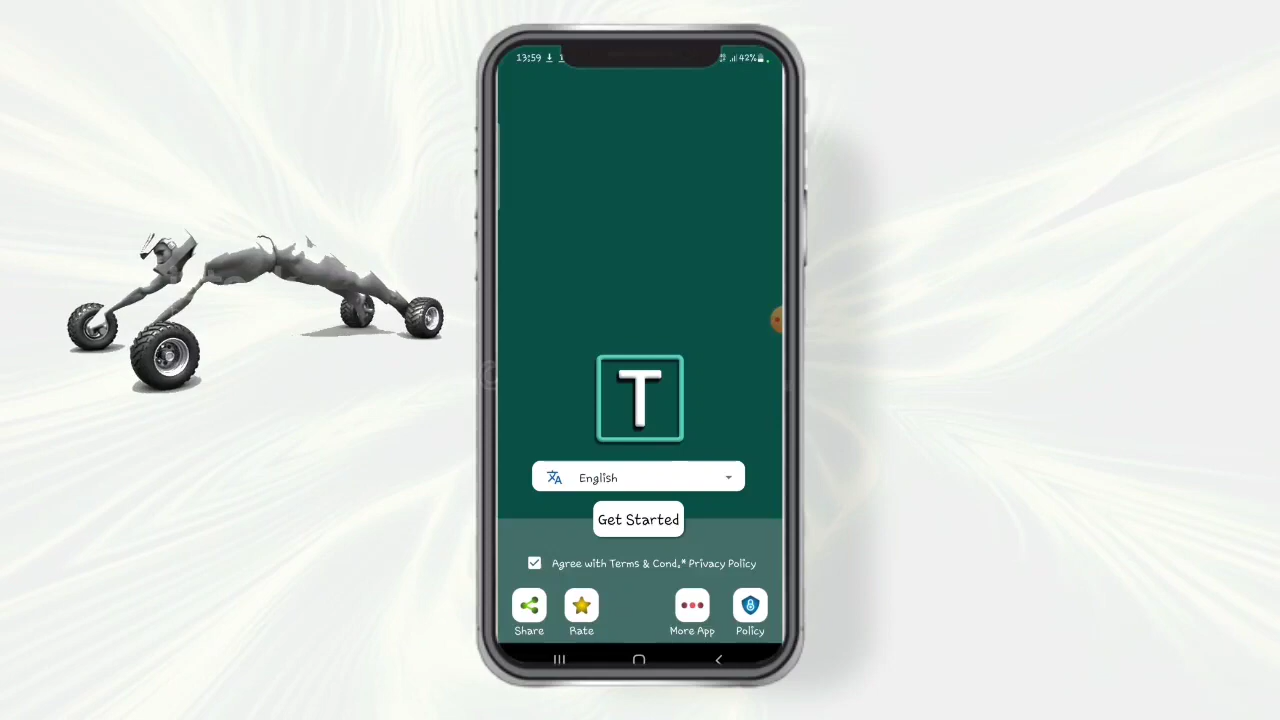 13:59
42%
T
English
Get Started
Agree with Terms & Cond.* Privacy Policy
Share
Rate
More App
Policy